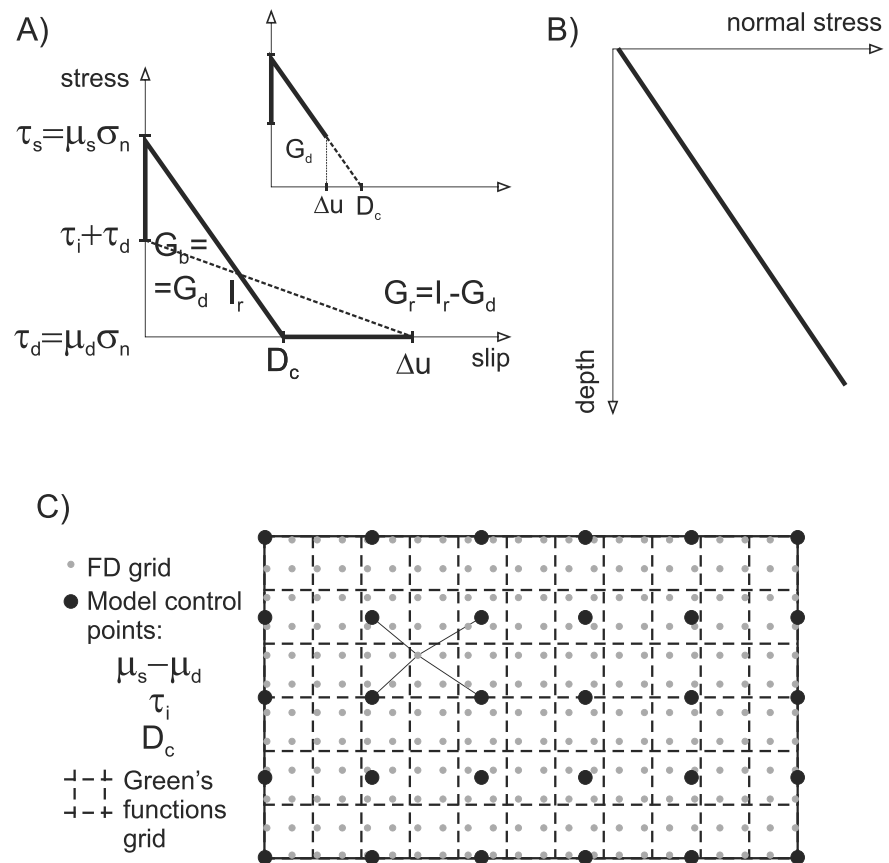 A)
stress
τs=μsσn
τi+τd
τd=μdσn
Gb=
=Gd
Ir
Gr=Ir-Gd
Dc
Δu
slip
Gd
Δu
Dc
B)
normal stress
depth
C)
FD grid
Model control
points:
μs−μd
τi
Dc
Green's
functions
grid